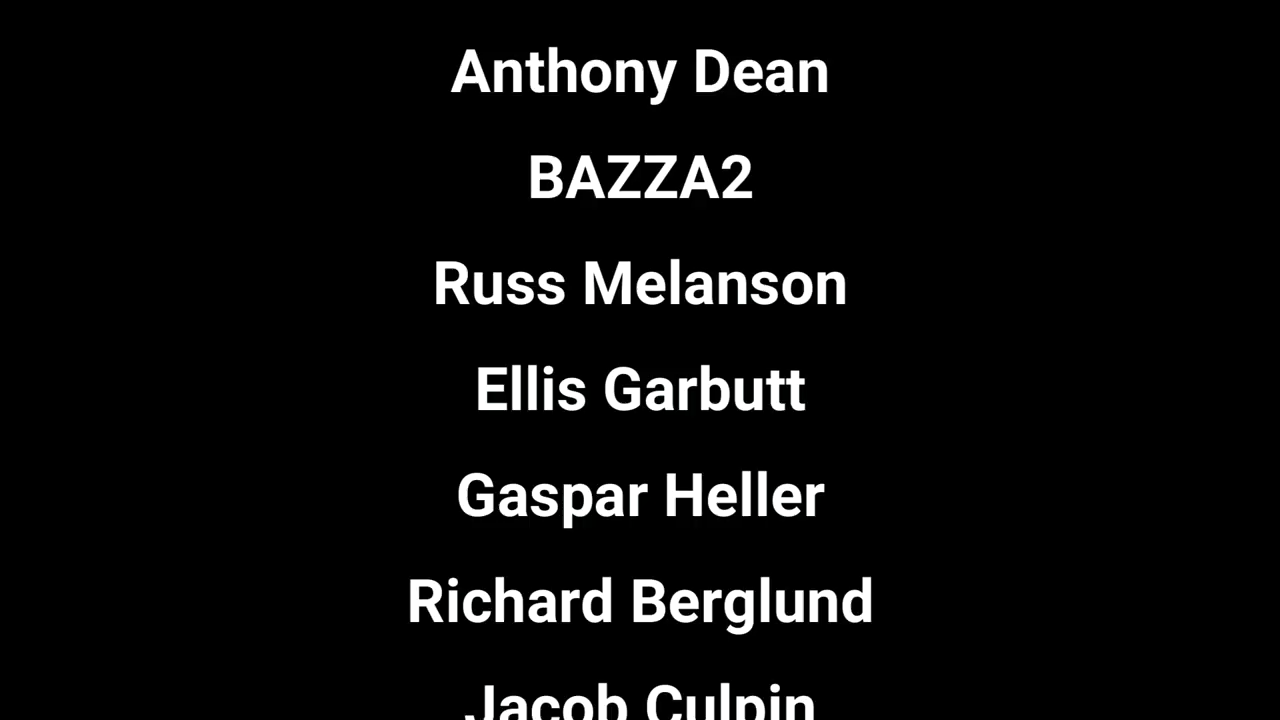 Anthony Dean
BAZZA2
Russ Melanson
Ellis Garbutt
Gaspar Heller
Richard Berglund
Jacob Culpin